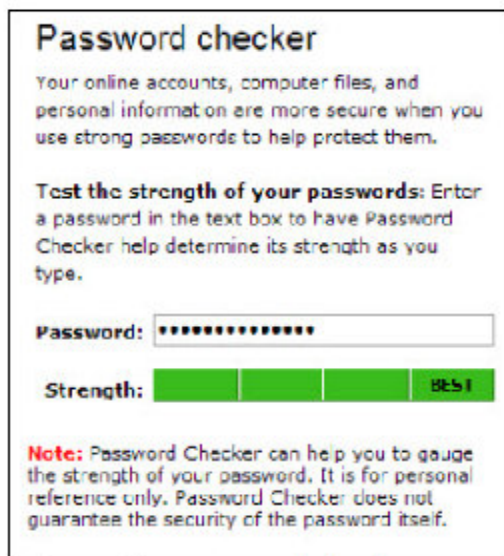 Password checker
Your online accounts, computer files, and
personal information are more secure when you
use strong passwords to help protect them.
Test the strength of your passwords: Enter
a password in the text box to have Password
Checker help determine its strength as you
type.
Password: ••••••••••••••
Strength: BEST
Note: Password Checker can help you to gauge
the strength of your password. It is for personal
reference only. Password Checker does not
guarantee the security of the password itself.